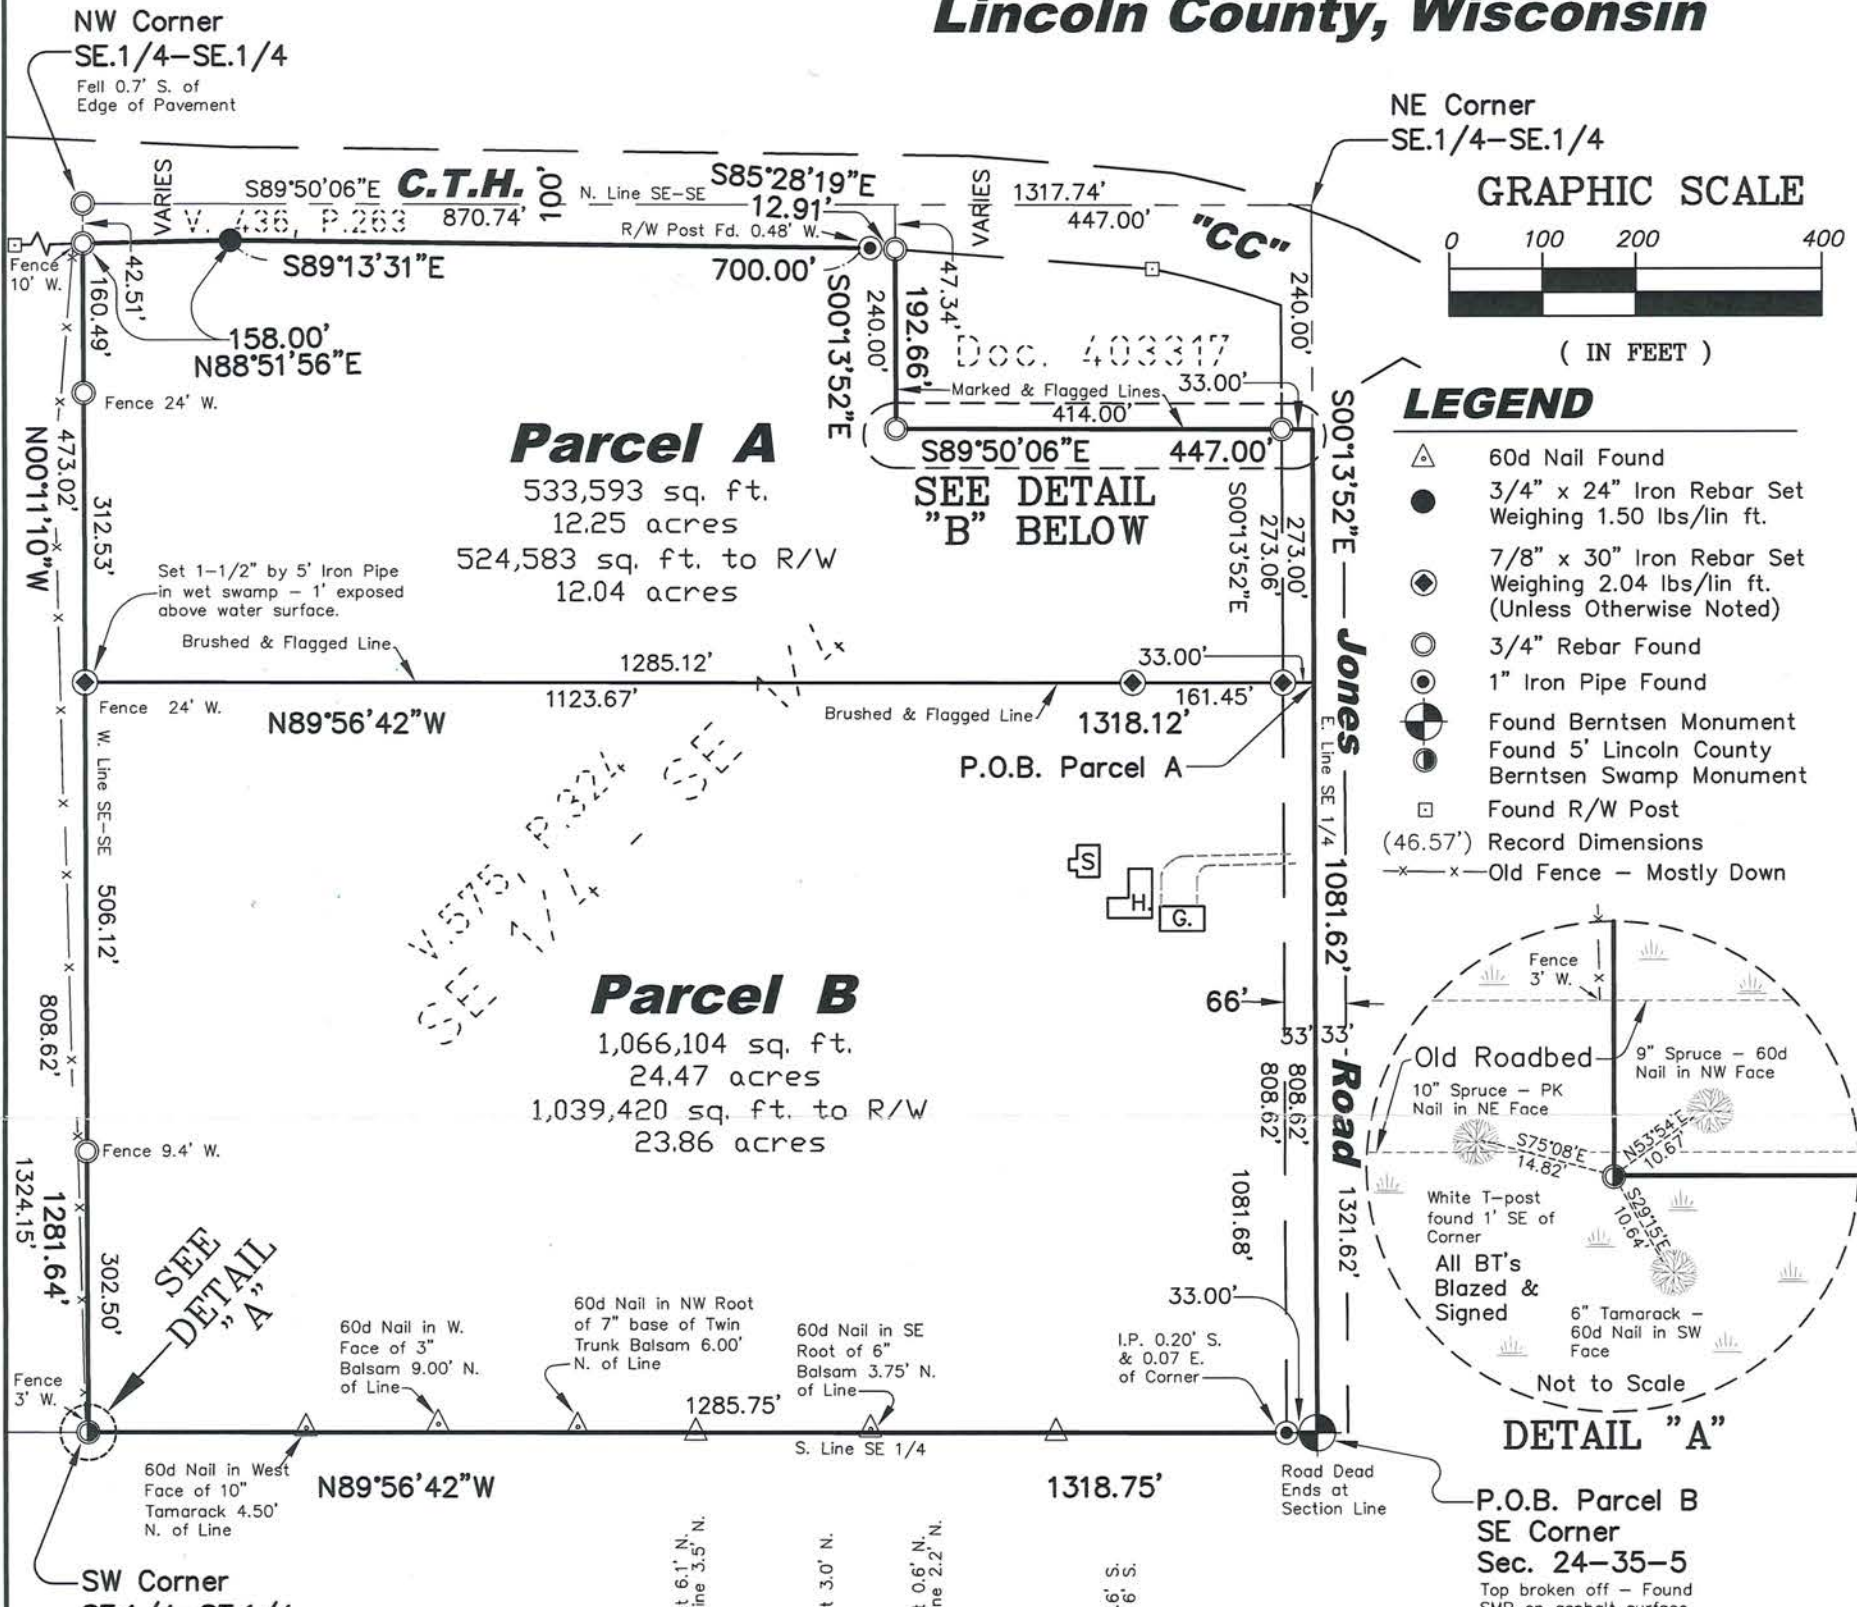 Lincoln County, Wisconsin
NW Corner
SE.1/4–SE.1/4
Fell 0.7' S. of
Edge of Pavement
NE Corner
SE.1/4–SE.1/4
GRAPHIC SCALE
0 100 200 400
( IN FEET )
VARIES
S89°50'06"E
C.T.H.
100'
N. Line SE–SE
S85°28'19"E
12.91'
VARIES
1317.74'
447.00'
"CC"
V. 436, P.263
870.74'
R/W Post Fd. 0.48' W.
Fence
10' W.
42.51'
160.49'
S89°13'31"E
700.00'
158.00'
N88°51'56"E
S00°13'52"E
240.00'
192.66'
47.34'
240.00'
Doc. 403317
Marked & Flagged Lines
33.00'
414.00'
S89°50'06"E
447.00'
SEE DETAIL
"B" BELOW
Fence 24' W.
N00°11'10"W
473.02'
312.53'
Parcel A
533,593 sq. ft.
12.25 acres
524,583 sq. ft. to R/W
12.04 acres
S00°13'52"E
273.06'
273.00'
S00°13'52"E
Jones
Set 1–1/2" by 5' Iron Pipe
in wet swamp – 1' exposed
above water surface.
Brushed & Flagged Line
1285.12'
33.00'
1123.67'
161.45'
Fence 24' W.
N89°56'42"W
Brushed & Flagged Line
1318.12'
P.O.B. Parcel A
E. Line SE 1/4
1081.62'
W. Line SE–SE
506.12'
808.62'
V.575, P.324
SE 1/4 - SE 1/4
S
H.
G.
66'
33' 33'
Parcel B
1,066,104 sq. ft.
24.47 acres
1,039,420 sq. ft. to R/W
23.86 acres
808.62'
808.62'
Road
1321.62'
1081.68'
Fence 9.4' W.
1324.15'
1281.64'
302.50'
SEE
DETAIL
"A"
Fence
3' W.
60d Nail in W.
Face of 3"
Balsam 9.00' N.
of Line
60d Nail in NW Root
of 7" base of Twin
Trunk Balsam 6.00'
N. of Line
60d Nail in SE
Root of 6"
Balsam 3.75' N.
of Line
33.00'
I.P. 0.20' S.
& 0.07 E.
of Corner
1285.75'
S. Line SE 1/4
60d Nail in West
Face of 10"
Tamarack 4.50'
N. of Line
N89°56'42"W
1318.75'
Road Dead
Ends at
Section Line
SW Corner
P.O.B. Parcel B
SE Corner
Sec. 24–35–5
Top broken off – Found
6.1' N.
3.5' N.
3.0' N.
0.6' N.
2.2' N.
LEGEND
60d Nail Found
3/4" x 24" Iron Rebar Set
Weighing 1.50 lbs/lin ft.
7/8" x 30" Iron Rebar Set
Weighing 2.04 lbs/lin ft.
(Unless Otherwise Noted)
3/4" Rebar Found
1" Iron Pipe Found
Found Berntsen Monument
Found 5' Lincoln County
Berntsen Swamp Monument
Found R/W Post
(46.57') Record Dimensions
Old Fence – Mostly Down
Fence
3' W.
Old Roadbed
9" Spruce – 60d
Nail in NW Face
10" Spruce – PK
Nail in NE Face
S75°08'E
14.82'
N53°54'E
10.67'
S29°15'E
10.64'
White T–post
found 1' SE of
Corner
All BT's
Blazed &
Signed
6" Tamarack –
60d Nail in SW
Face
Not to Scale
DETAIL "A"